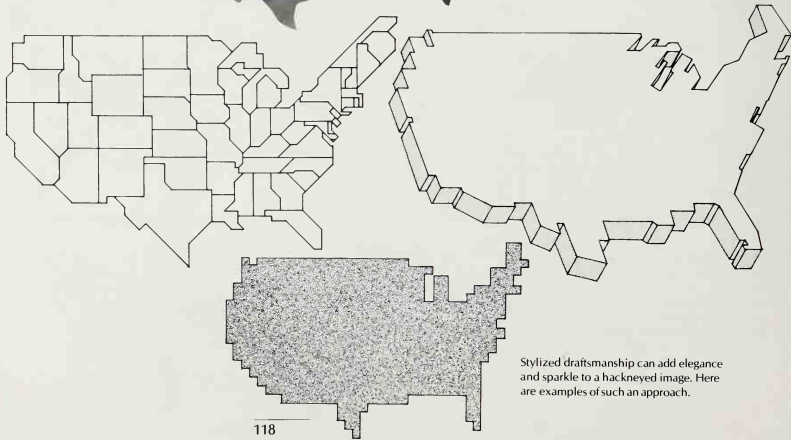 Stylized draftsmanship can add elegance
and sparkle to a hackneyed image. Here
are examples of such an approach.
118